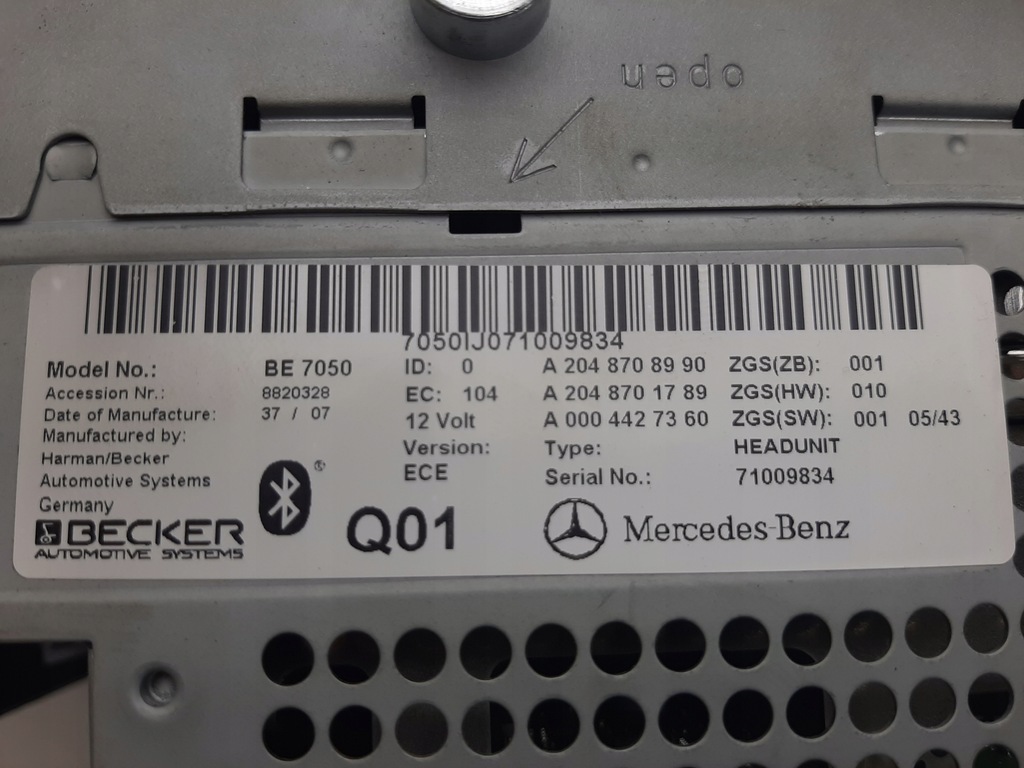 open
7050IJ071009834
Model No.: BE 7050 ID: 0 A 204 870 89 90 ZGS(ZB): 001
Accession Nr.: 8820328 EC: 104 A 204 870 17 89 ZGS(HW): 010
Date of Manufacture: 37 / 07 12 Volt A 000 442 73 60 ZGS(SW): 001 05/43
Manufactured by: Version: Type: HEADUNIT
Harman/Becker ECE Serial No.: 71009834
Automotive Systems
Germany
®
BECKER
AUTOMOTIVE SYSTEMS
Q01
Mercedes-Benz